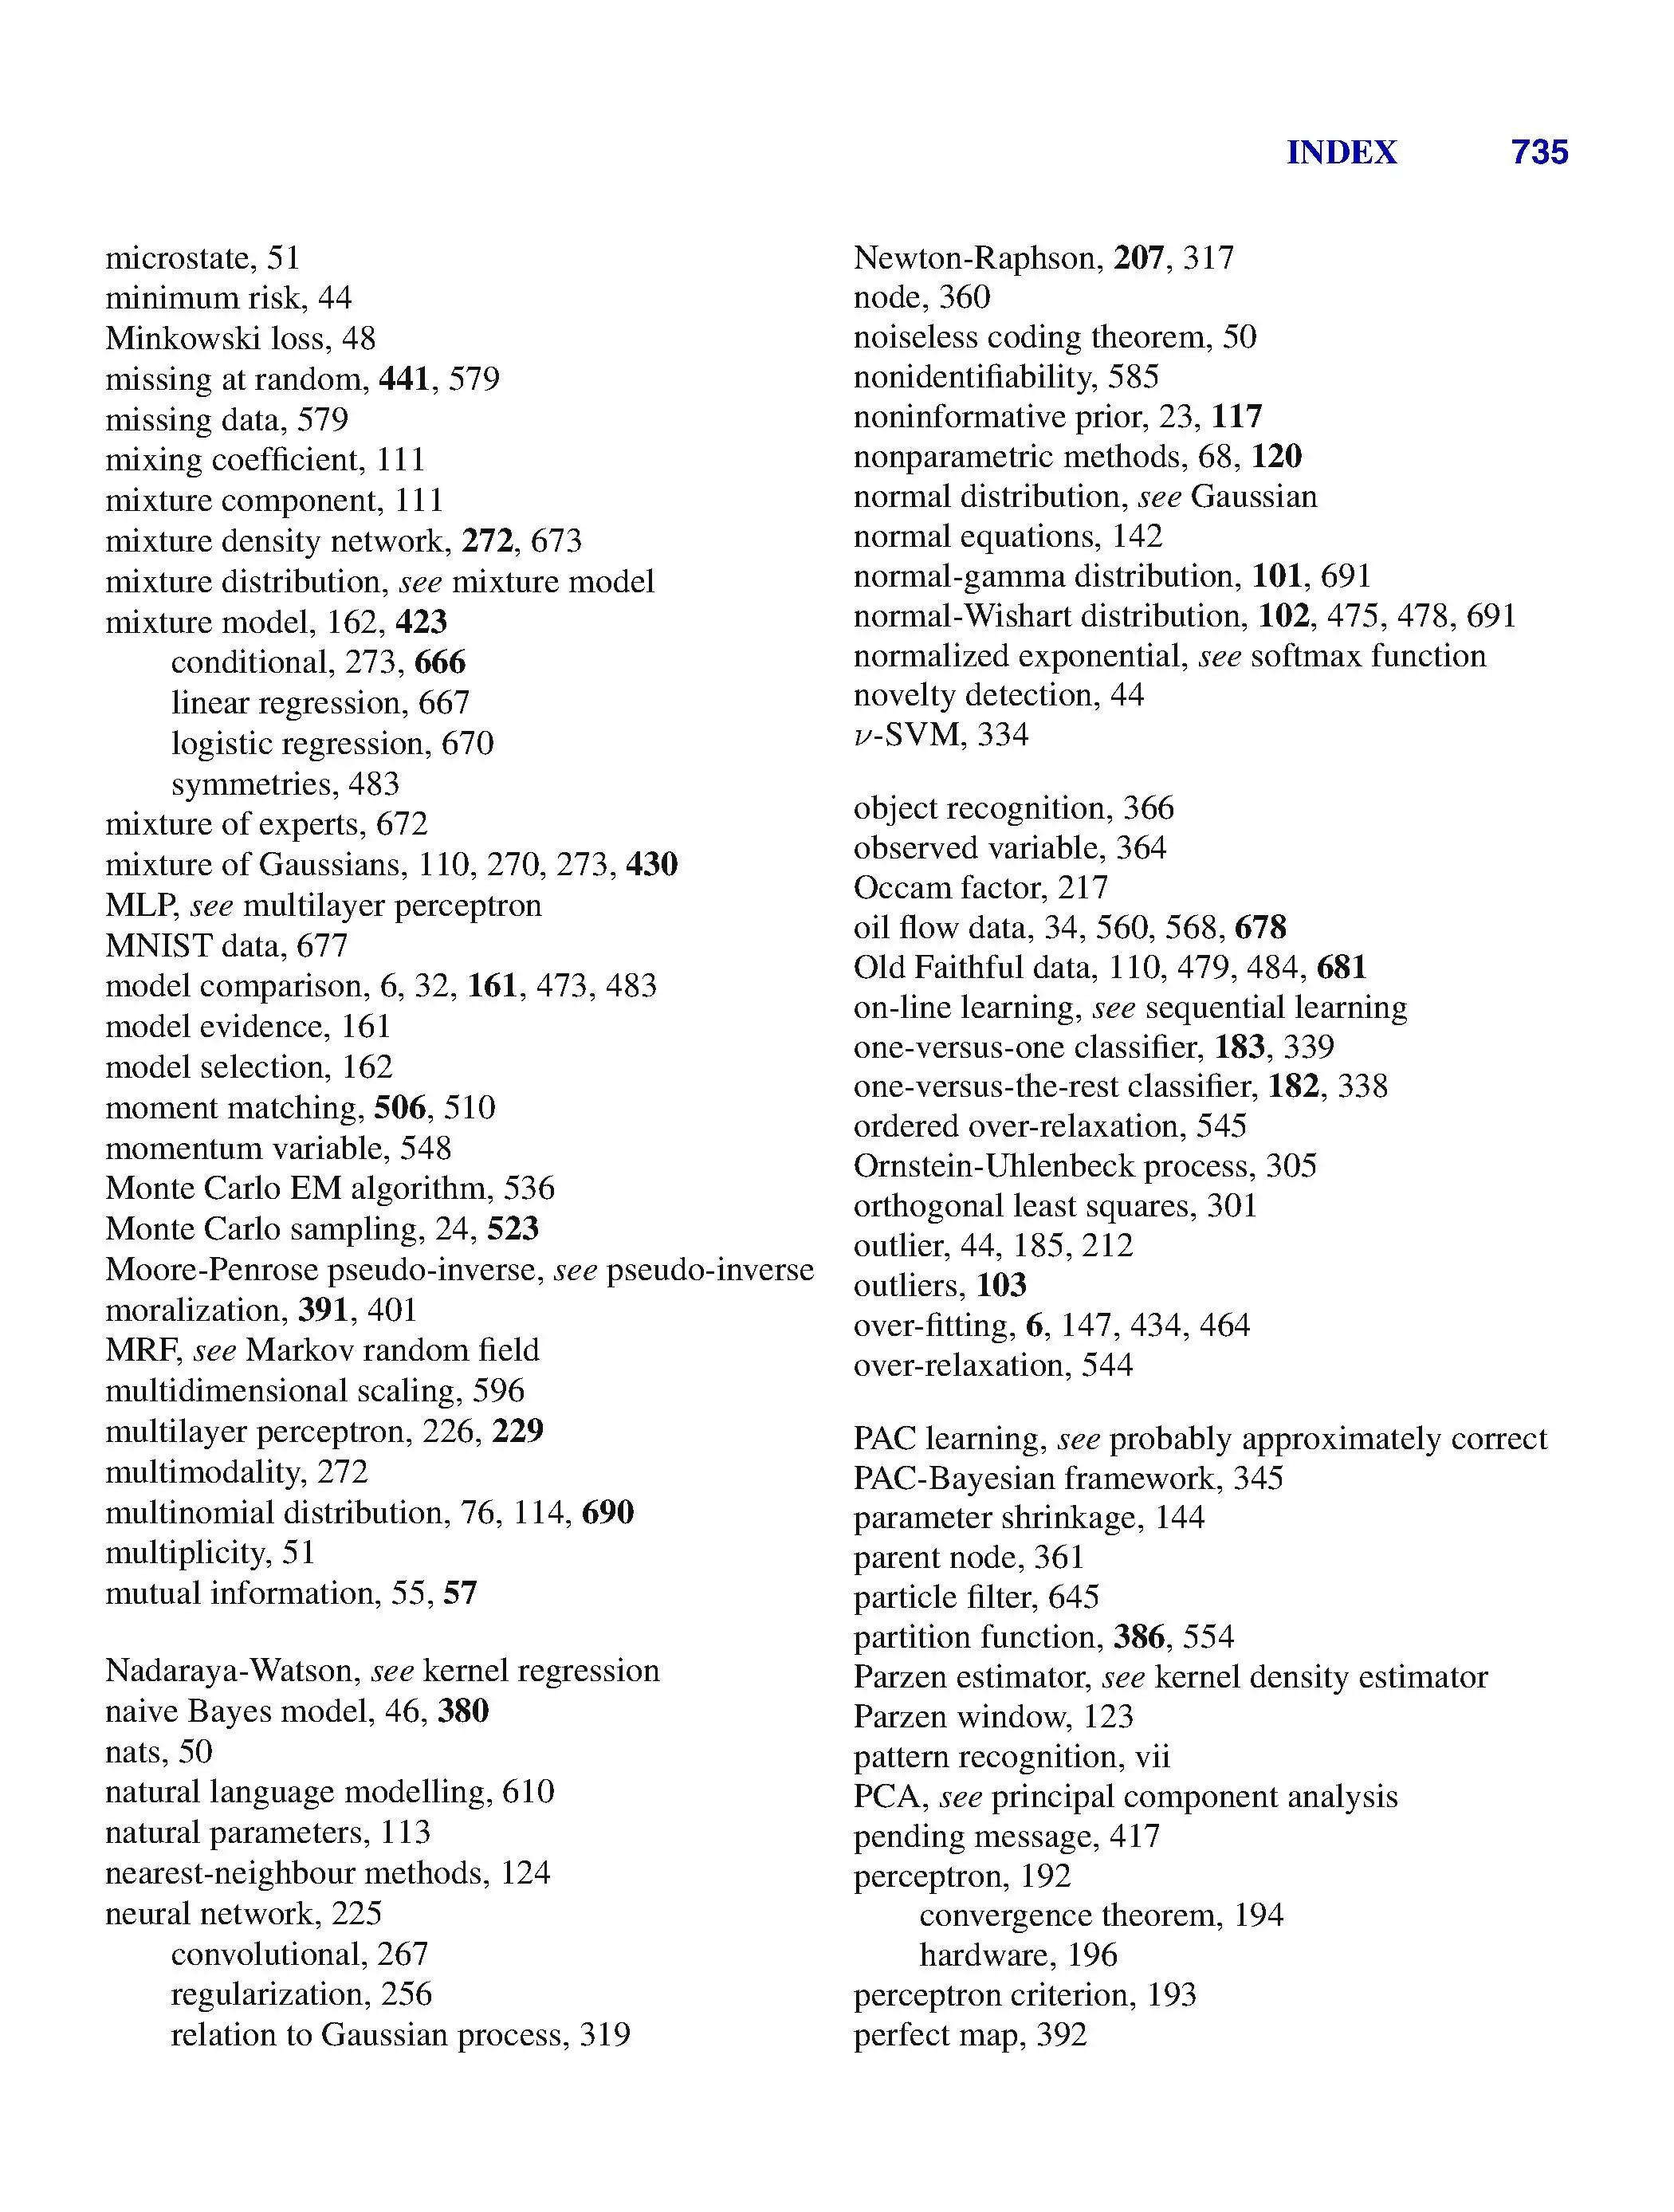 INDEX 735
microstate, 51
minimum risk, 44
Minkowski loss, 48
missing at random, 441, 579
missing data, 579
mixing coefficient, 111
mixture component, 111
mixture density network, 272, 673
mixture distribution, see mixture model
mixture model, 162, 423
conditional, 273, 666
linear regression, 667
logistic regression, 670
symmetries, 483
mixture of experts, 672
mixture of Gaussians, 110, 270, 273, 430
MLP, see multilayer perceptron
MNIST data, 677
model comparison, 6, 32, 161, 473, 483
model evidence, 161
model selection, 162
moment matching, 506, 510
momentum variable, 548
Monte Carlo EM algorithm, 536
Monte Carlo sampling, 24, 523
Moore-Penrose pseudo-inverse, see pseudo-inverse
moralization, 391, 401
MRF, see Markov random field
multidimensional scaling, 596
multilayer perceptron, 226, 229
multimodality, 272
multinomial distribution, 76, 114, 690
multiplicity, 51
mutual information, 55, 57
Nadaraya-Watson, see kernel regression
naive Bayes model, 46, 380
nats, 50
natural language modelling, 610
natural parameters, 113
nearest-neighbour methods, 124
neural network, 225
convolutional, 267
regularization, 256
relation to Gaussian process, 319
Newton-Raphson, 207, 317
node, 360
noiseless coding theorem, 50
nonidentifiability, 585
noninformative prior, 23, 117
nonparametric methods, 68, 120
normal distribution, see Gaussian
normal equations, 142
normal-gamma distribution, 101, 691
normal-Wishart distribution, 102, 475, 478, 691
normalized exponential, see softmax function
novelty detection, 44
ν-SVM, 334
object recognition, 366
observed variable, 364
Occam factor, 217
oil flow data, 34, 560, 568, 678
Old Faithful data, 110, 479, 484, 681
on-line learning, see sequential learning
one-versus-one classifier, 183, 339
one-versus-the-rest classifier, 182, 338
ordered over-relaxation, 545
Ornstein-Uhlenbeck process, 305
orthogonal least squares, 301
outlier, 44, 185, 212
outliers, 103
over-fitting, 6, 147, 434, 464
over-relaxation, 544
PAC learning, see probably approximately correct
PAC-Bayesian framework, 345
parameter shrinkage, 144
parent node, 361
particle filter, 645
partition function, 386, 554
Parzen estimator, see kernel density estimator
Parzen window, 123
pattern recognition, vii
PCA, see principal component analysis
pending message, 417
perceptron, 192
convergence theorem, 194
hardware, 196
perceptron criterion, 193
perfect map, 392